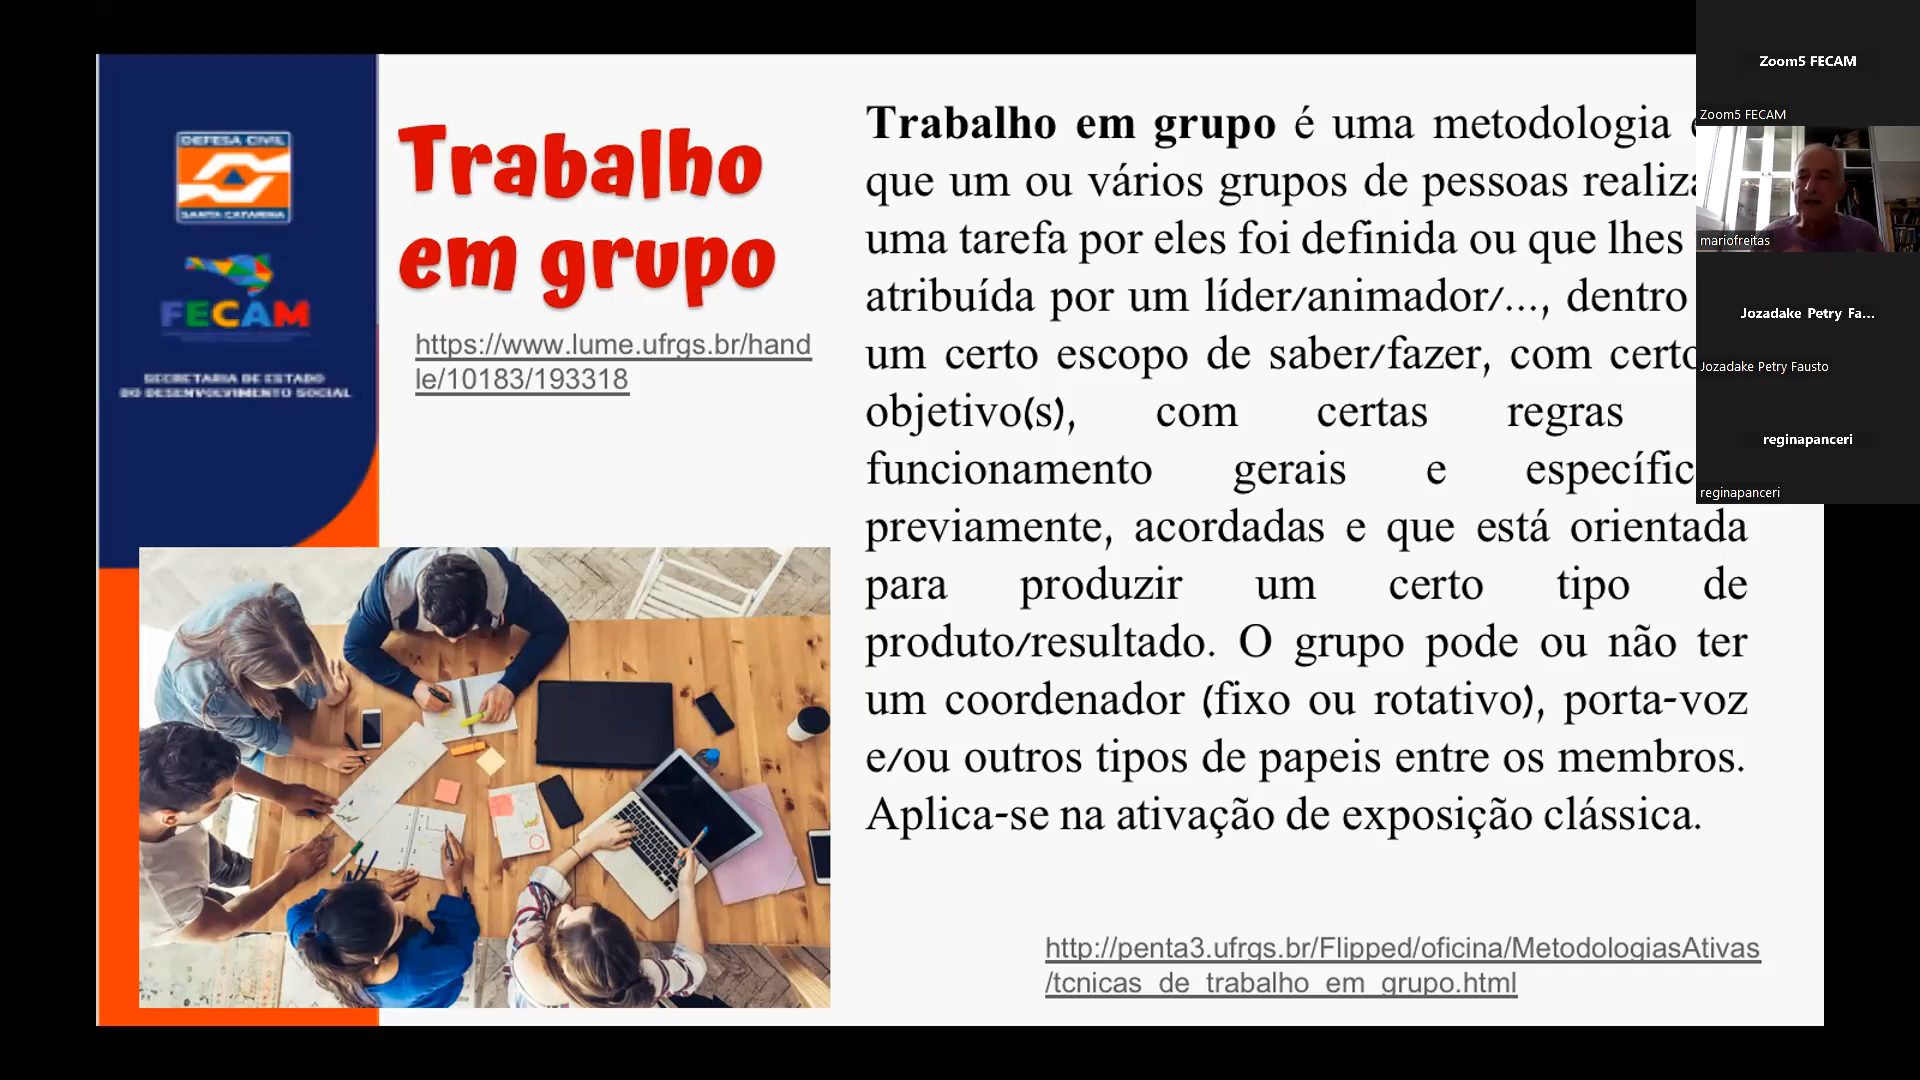 DEFESA CIVIL
SANTA CATARINA
FECAM
SECRETARIA DE ESTADO
DO DESENVOLVIMENTO SOCIAL
Trabalho
em grupo
https://www.lume.ufrgs.br/hand
le/10183/193318
Trabalho em grupo é uma metodologia
que um ou vários grupos de pessoas
uma tarefa por eles foi definida ou que lhes
atribuída por um líder/animador/..., dentro
um certo escopo de saber/fazer, com
objetivo(s), com certas regras
funcionamento gerais e
previamente, acordadas e que está orientada
para produzir um certo tipo de
produto/resultado. O grupo pode ou não ter
um coordenador (fixo ou rotativo), porta-voz
e/ou outros tipos de papeis entre os membros.
Aplica-se na ativação de exposição clássica.
http://penta3.ufrgs.br/Flipped/oficina/MetodologiasAtivas
/tcnicas_de_trabalho_em_grupo.html
Zoom5 FECAM
Zoom5 FECAM
mariofreitas
Jozadake Petry Fa...
Jozadake Petry Fausto
reginapanceri
reginapanceri